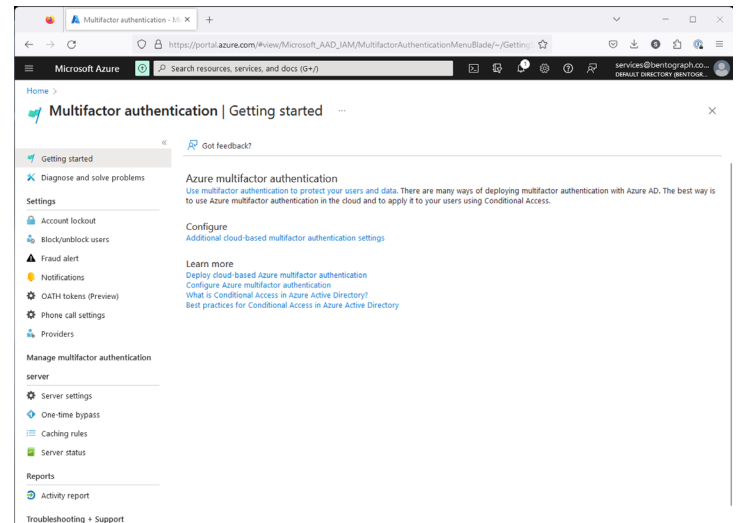 Multifactor authentication - Mi
https://portal.azure.com/#view/Microsoft_AAD_IAM/MultifactorAuthenticationMenuBlade/~/Getting
Microsoft Azure
Search resources, services, and docs (G+/)
1
services@bentograph.co...
DEFAULT DIRECTORY (BENTOGR...
Home >
Multifactor authentication | Getting started ...
Got feedback?
Getting started
Diagnose and solve problems
Settings
Account lockout
Block/unblock users
Fraud alert
Notifications
OATH tokens (Preview)
Phone call settings
Providers
Manage multifactor authentication
server
Server settings
One-time bypass
Caching rules
Server status
Reports
Activity report
Troubleshooting + Support
Azure multifactor authentication
Use multifactor authentication to protect your users and data. There are many ways of deploying multifactor authentication with Azure AD. The best way is
to use Azure multifactor authentication in the cloud and to apply it to your users using Conditional Access.
Configure
Additional cloud-based multifactor authentication settings
Learn more
Deploy cloud-based Azure multifactor authentication
Configure Azure multifactor authentication
What is Conditional Access in Azure Active Directory?
Best practices for Conditional Access in Azure Active Directory